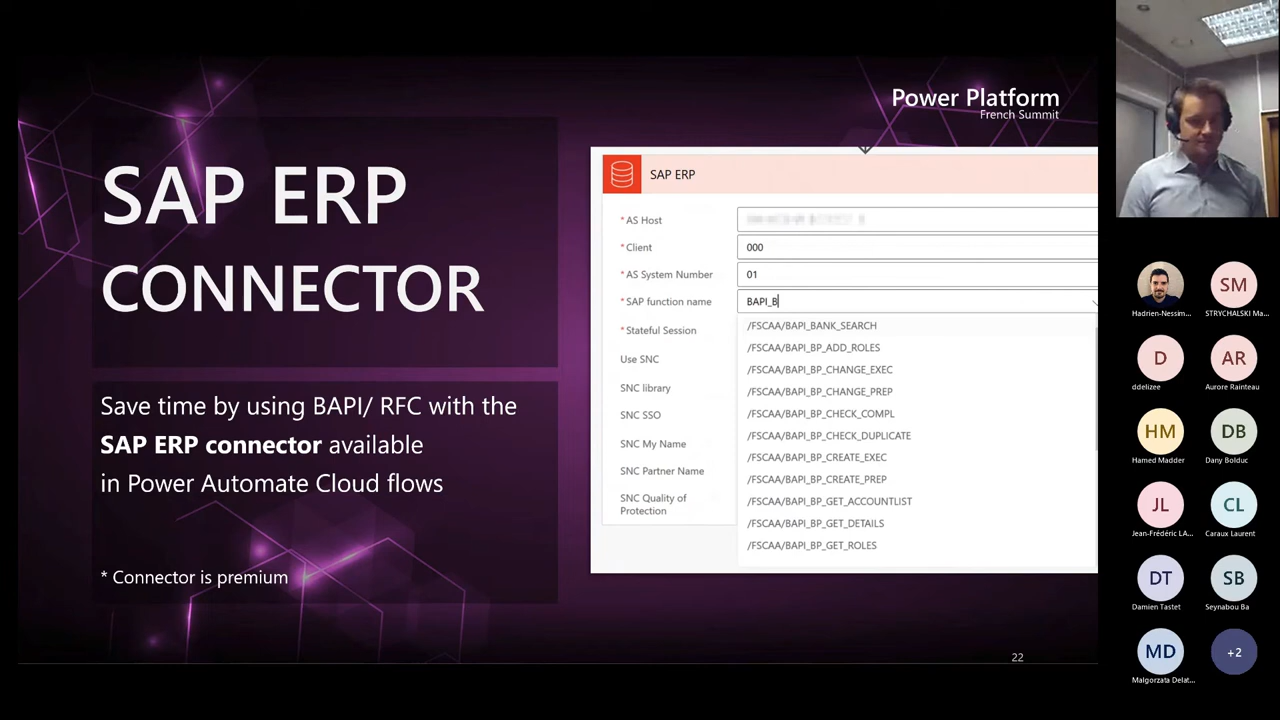 Power Platform
French Summit
SAP ERP
CONNECTOR
Save time by using BAPI/ RFC with the
SAP ERP connector available
in Power Automate Cloud flows
* Connector is premium
SAP ERP
* AS Host
* Client
000
* AS System Number
01
* SAP function name
BAPI_B
* Stateful Session
Use SNC
SNC library
SNC SSO
SNC My Name
SNC Partner Name
SNC Quality of
Protection
/FSCAA/BAPI_BANK_SEARCH
/FSCAA/BAPI_BP_ADD_ROLES
/FSCAA/BAPI_BP_CHANGE_EXEC
/FSCAA/BAPI_BP_CHANGE_PREP
/FSCAA/BAPI_BP_CHECK_COMPL
/FSCAA/BAPI_BP_CHECK_DUPLICATE
/FSCAA/BAPI_BP_CREATE_EXEC
/FSCAA/BAPI_BP_CREATE_PREP
/FSCAA/BAPI_BP_GET_ACCOUNTLIST
/FSCAA/BAPI_BP_GET_DETAILS
/FSCAA/BAPI_BP_GET_ROLES
22
Hadrien-Nessim...
SM
STRYCHALSKI Ma...
D
ddelizee
AR
Aurore Rainteau
HM
Hamed Madder
DB
Dany Bolduc
JL
Jean-Frédéric LA...
CL
Caraux Laurent
DT
Damien Tastet
SB
Seynabou Ba
MD
Malgorzata Delat...
+2